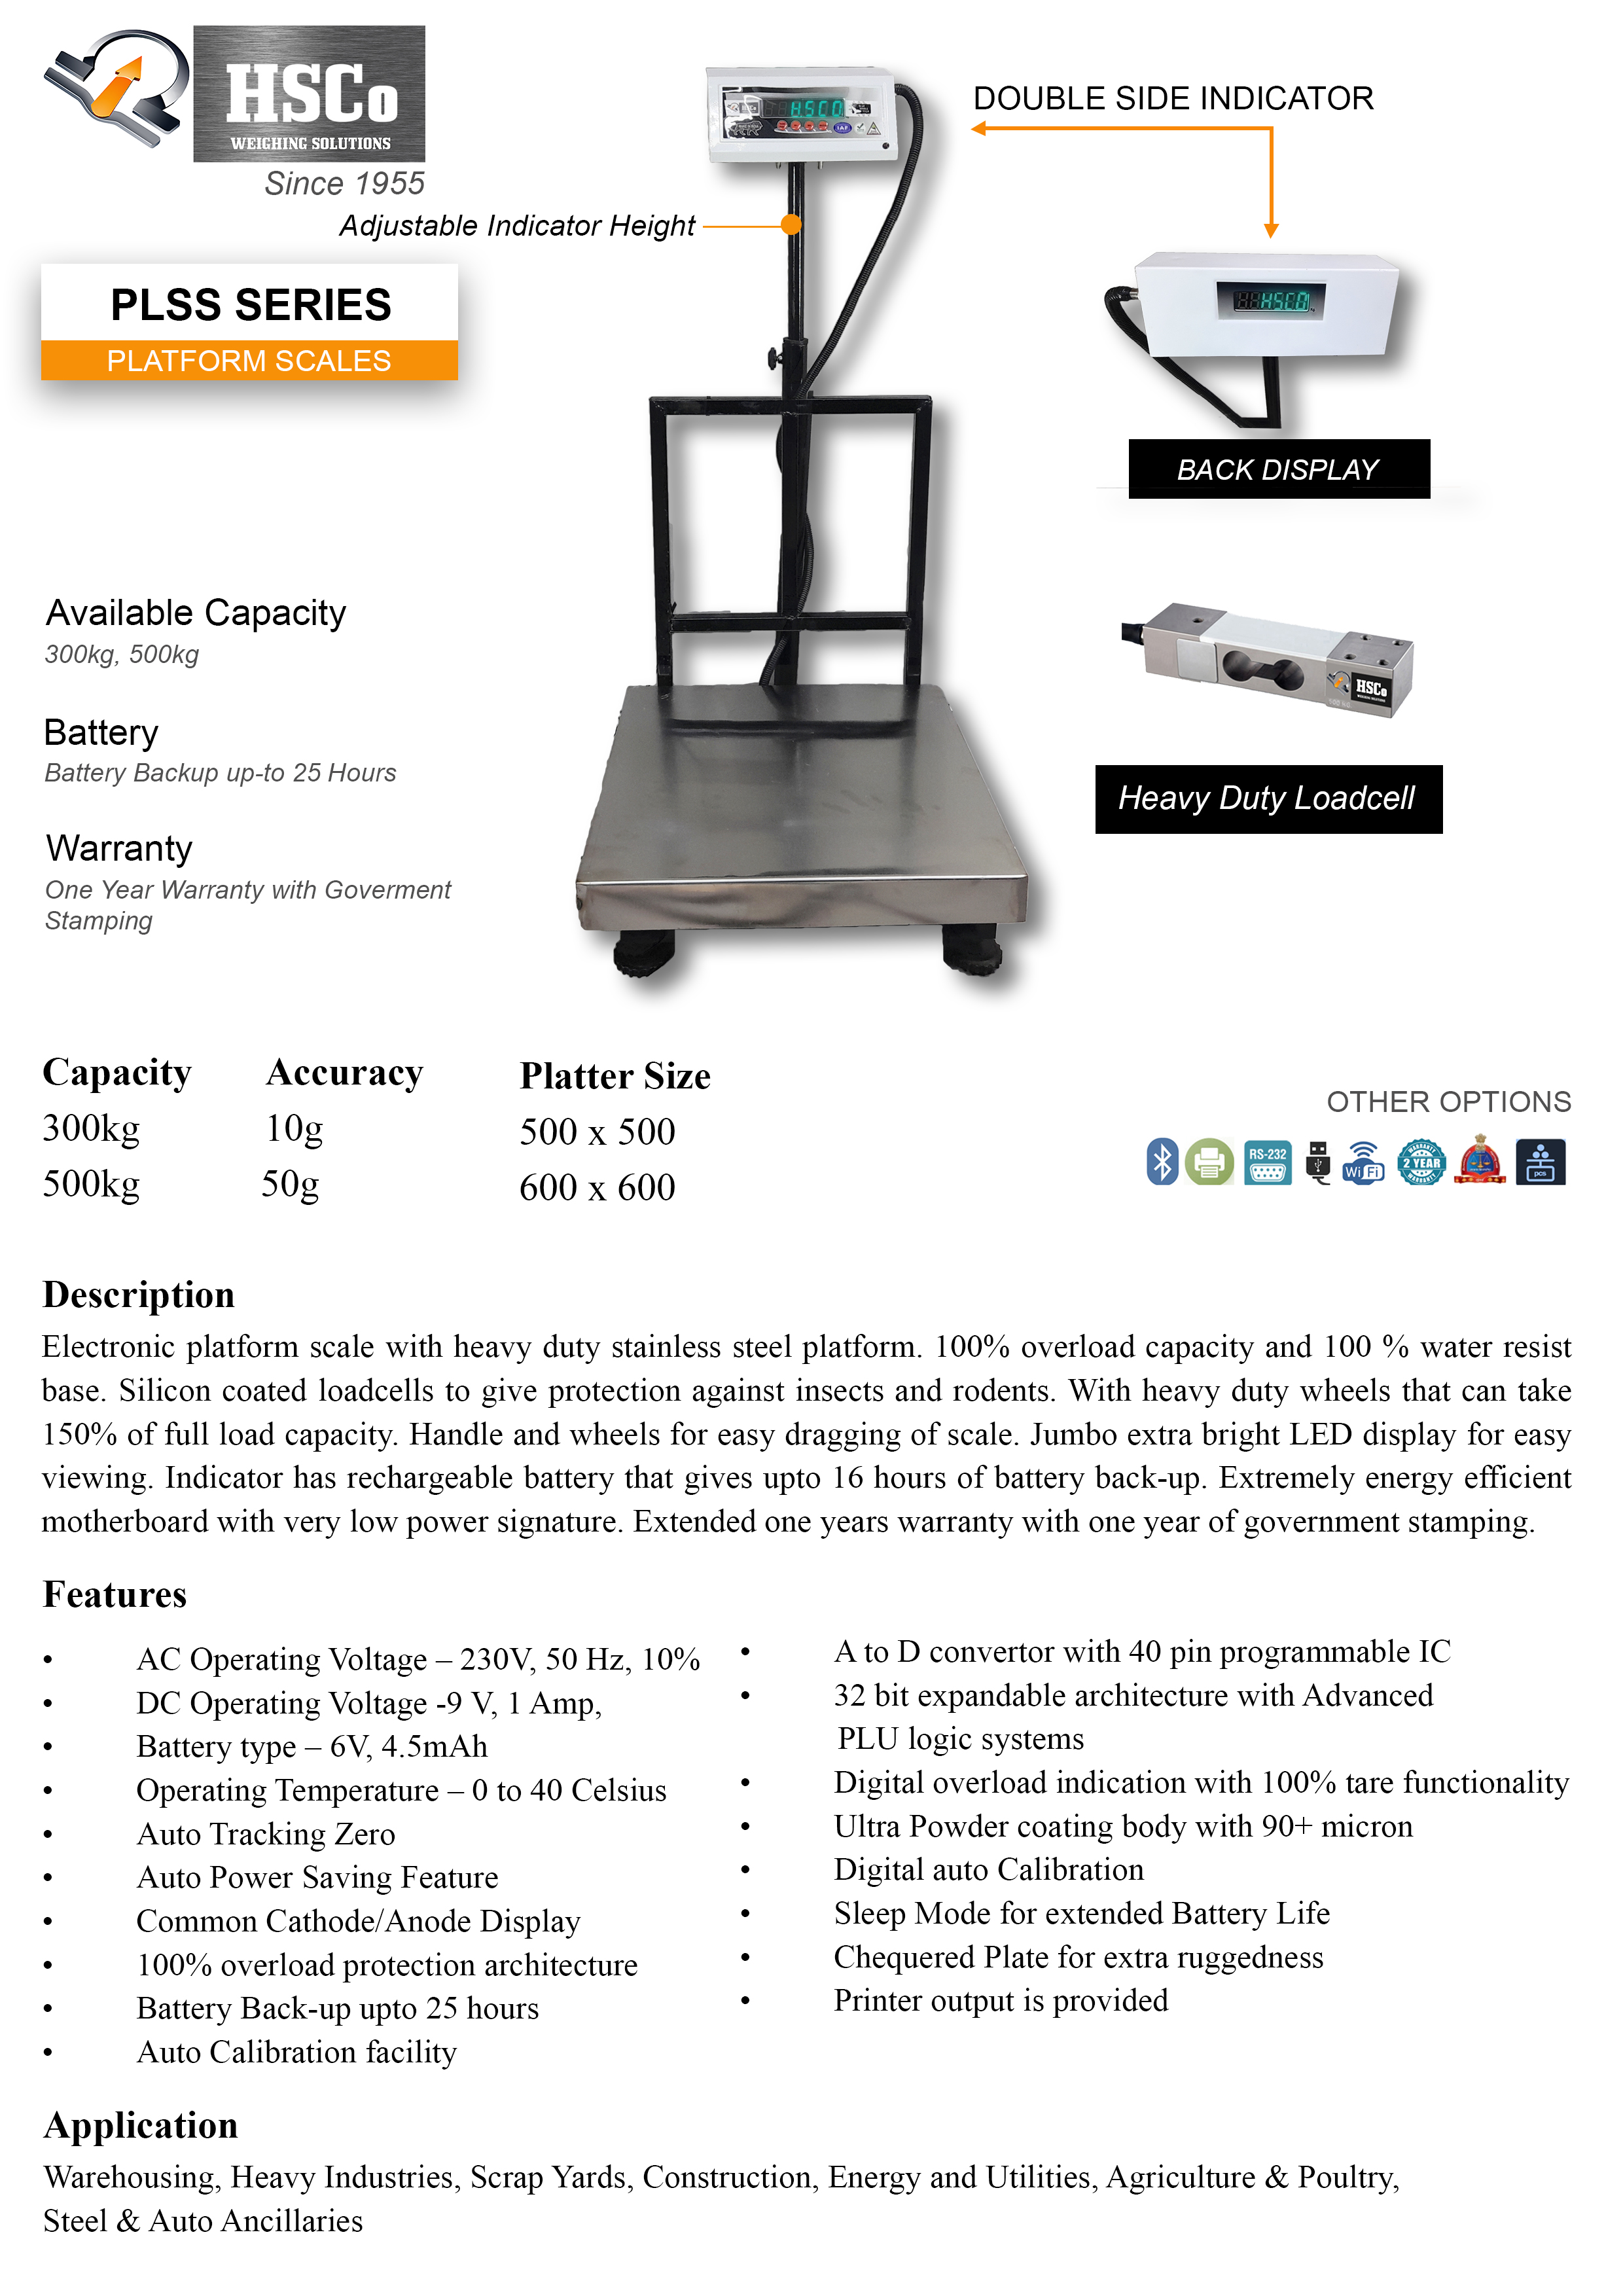 HSCo
WEIGHING SOLUTIONS
Since 1955
HSCO
IAF
DOUBLE SIDE INDICATOR
Adjustable Indicator Height
PLSS SERIES
PLATFORM SCALES
HSCO
BACK DISPLAY
Available Capacity
300kg, 500kg
Battery
Battery Backup up-to 25 Hours
Warranty
One Year Warranty with Goverment
Stamping
HSCo
WEIGHING SOLUTIONS
100 kg
Heavy Duty Loadcell
Capacity Accuracy Platter Size
300kg 10g 500 x 500
500kg 50g 600 x 600
OTHER OPTIONS
RS-232
WiFi
WARRANTY
2 YEAR
WARRANTY
pcs
Description
Electronic platform scale with heavy duty stainless steel platform. 100% overload capacity and 100 % water resist
base. Silicon coated loadcells to give protection against insects and rodents. With heavy duty wheels that can take
150% of full load capacity. Handle and wheels for easy dragging of scale. Jumbo extra bright LED display for easy
viewing. Indicator has rechargeable battery that gives upto 16 hours of battery back-up. Extremely energy efficient
motherboard with very low power signature. Extended one years warranty with one year of government stamping.
Features
• AC Operating Voltage – 230V, 50 Hz, 10%
• DC Operating Voltage -9 V, 1 Amp,
• Battery type – 6V, 4.5mAh
• Operating Temperature – 0 to 40 Celsius
• Auto Tracking Zero
• Auto Power Saving Feature
• Common Cathode/Anode Display
• 100% overload protection architecture
• Battery Back-up upto 25 hours
• Auto Calibration facility
• A to D convertor with 40 pin programmable IC
• 32 bit expandable architecture with Advanced
PLU logic systems
• Digital overload indication with 100% tare functionality
• Ultra Powder coating body with 90+ micron
• Digital auto Calibration
• Sleep Mode for extended Battery Life
• Chequered Plate for extra ruggedness
• Printer output is provided
Application
Warehousing, Heavy Industries, Scrap Yards, Construction, Energy and Utilities, Agriculture & Poultry,
Steel & Auto Ancillaries